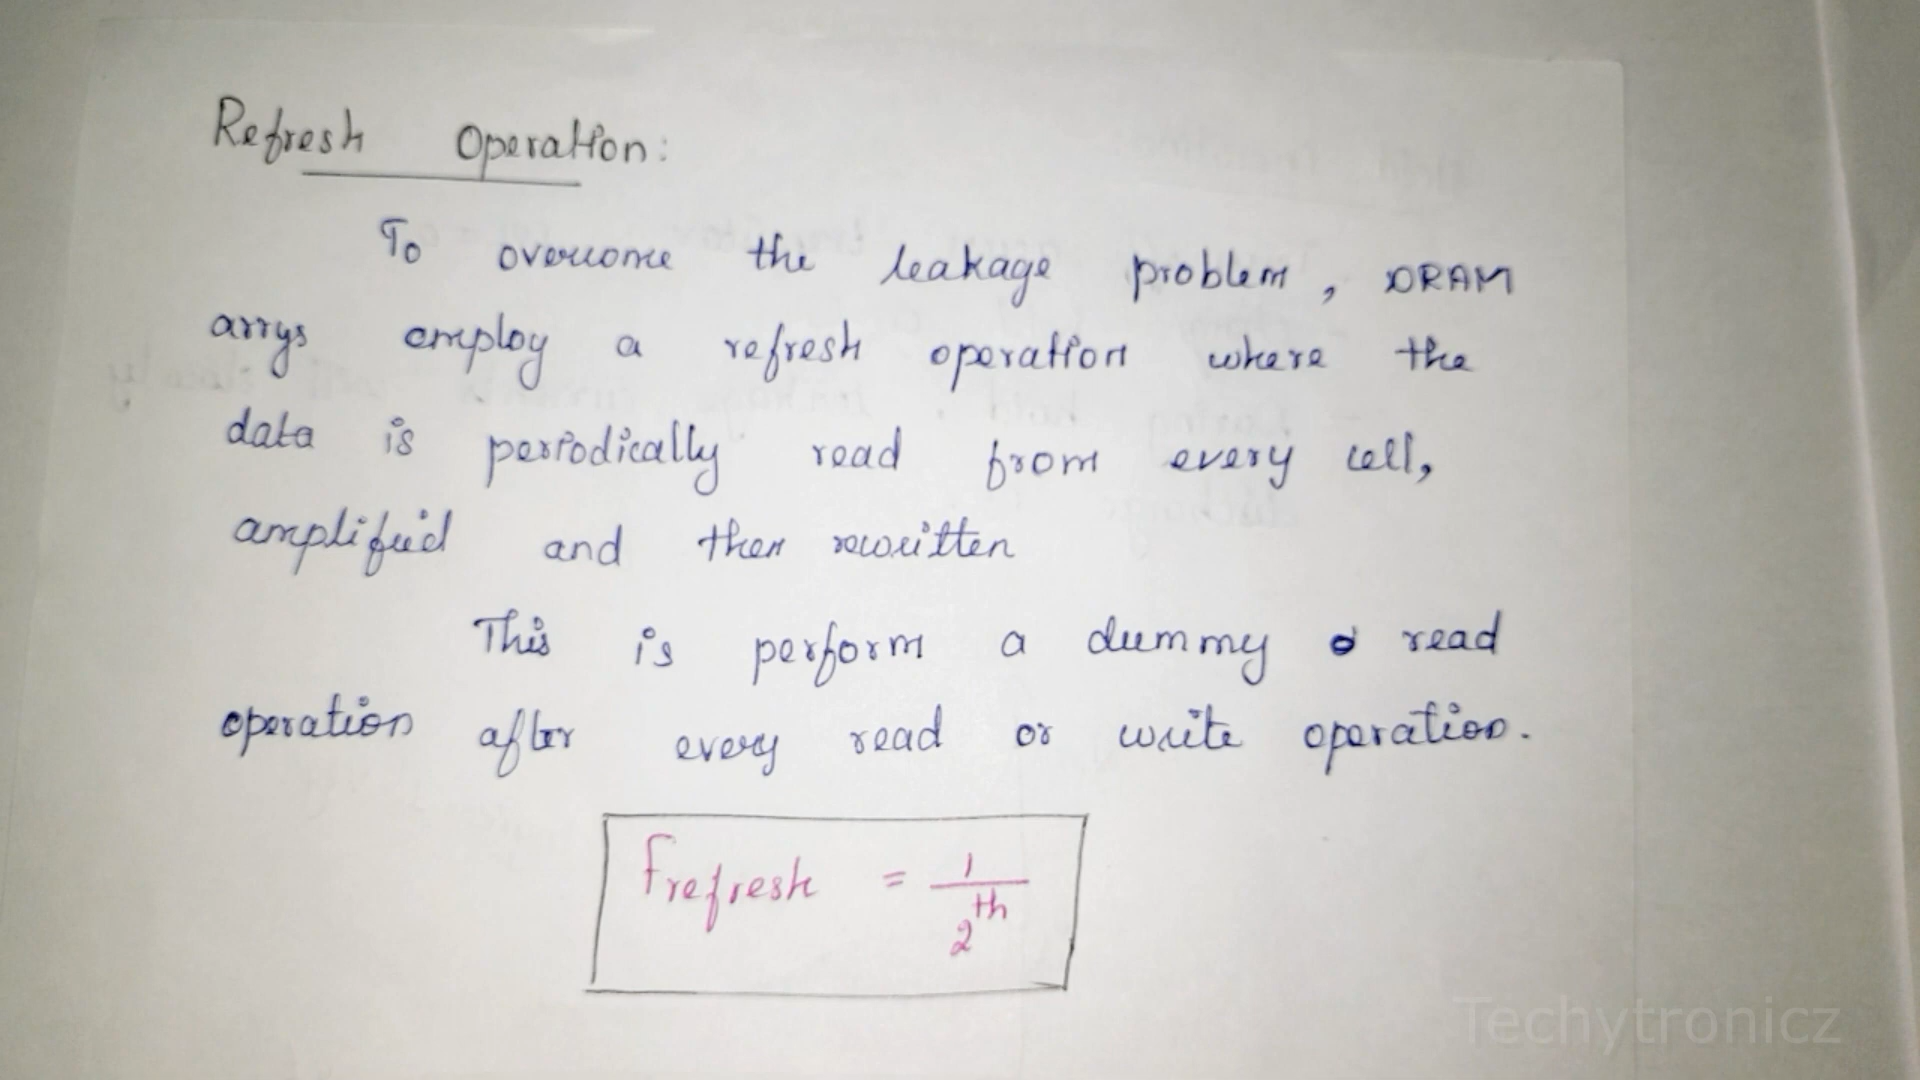 Refresh Operation:
To overcome the leakage problem, DRAM
arrys employ a refresh operation where the
data is periodically read from every cell,
amplified and then rewritten
This is perform a dummy read
operation after every read or write operation.
Frefresh = 1/2^th
Techytronicz